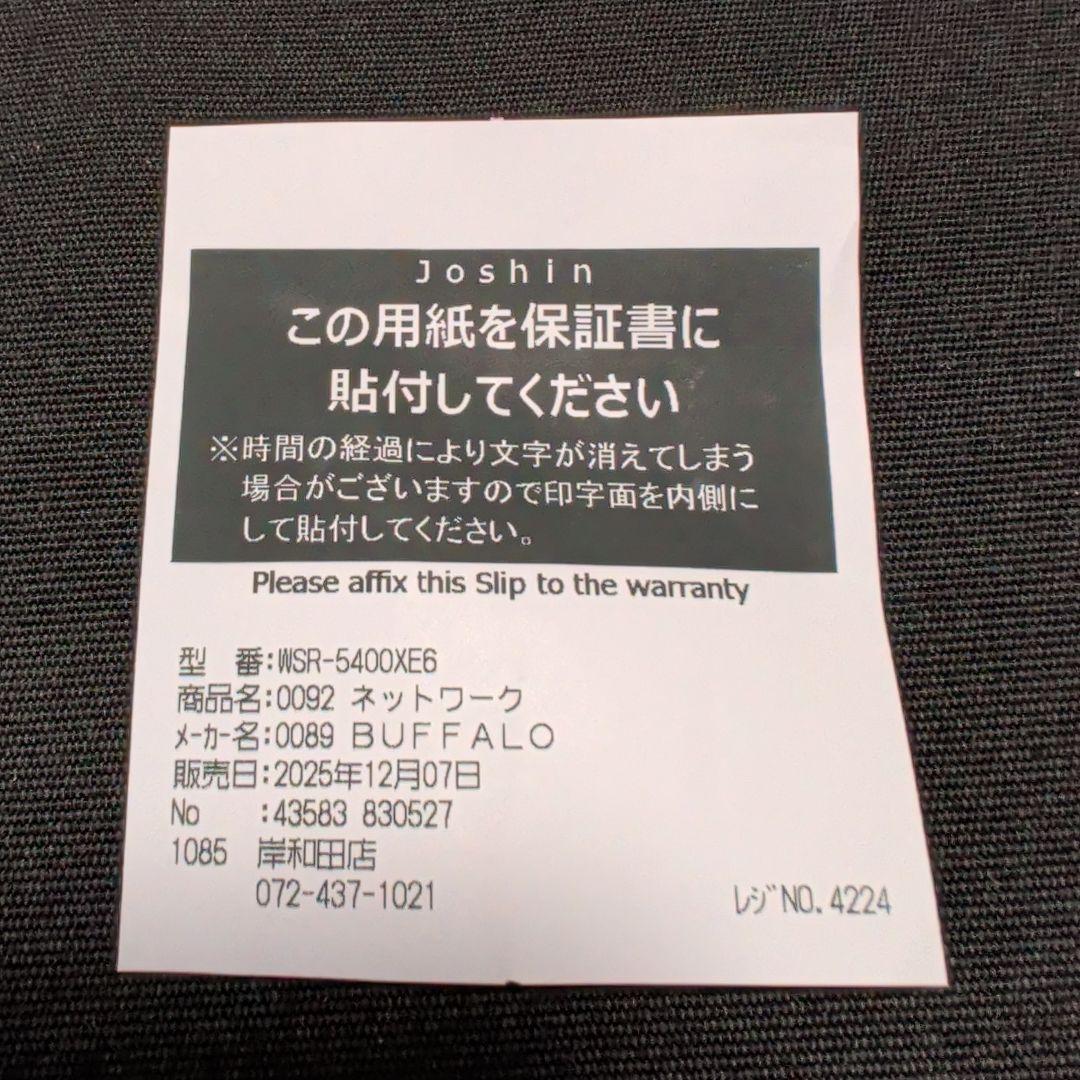 Joshin
この用紙を保証書に
貼付してください
※時間の経過により文字が消えてしまう
場合がございますので印字面を内側に
して貼付してください。
Please affix this Slip to the warranty
型　番:WSR-5400XE6
商品名:0092 ネットワーク
ﾒｰｶｰ名:0089 ＢＵＦＦＡＬＯ
販売日:2025年12月07日
No　　:43583 830527
1085　岸和田店
072-437-1021
ﾚｼﾞNO.4224